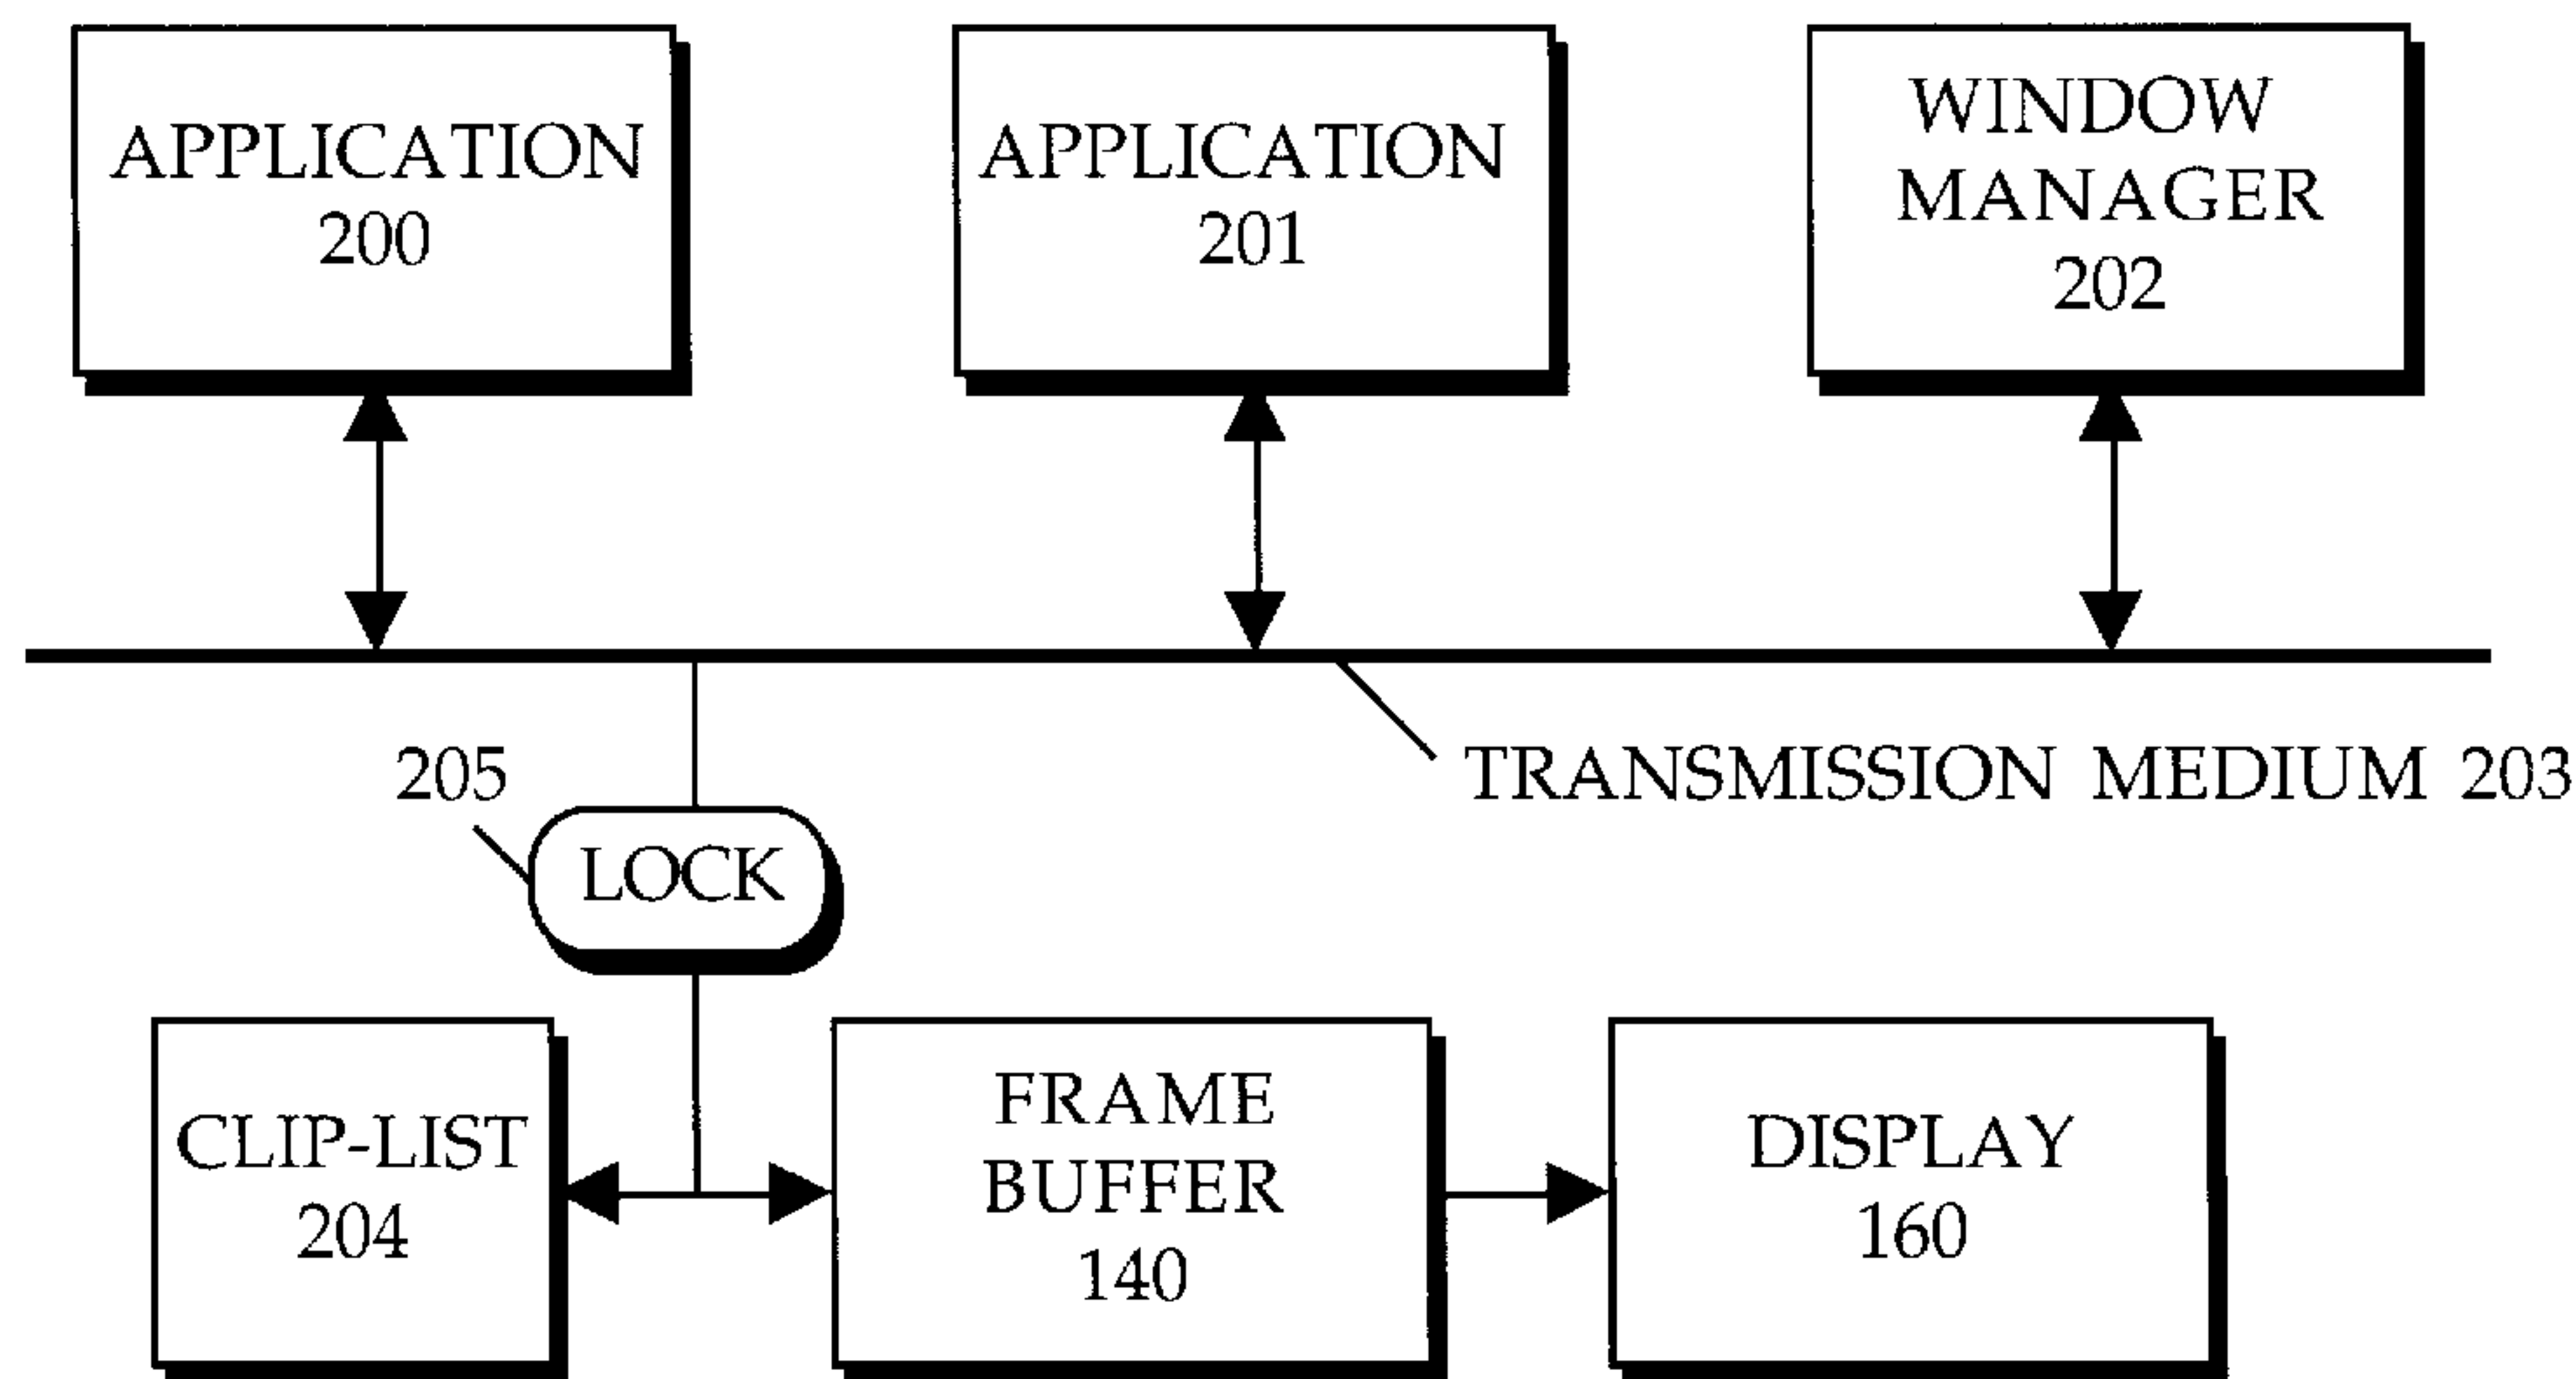 APPLICATION
200
APPLICATION
201
WINDOW
MANAGER
202
205
TRANSMISSION MEDIUM 203
LOCK
CLIP-LIST
204
FRAME
BUFFER
140
DISPLAY
160